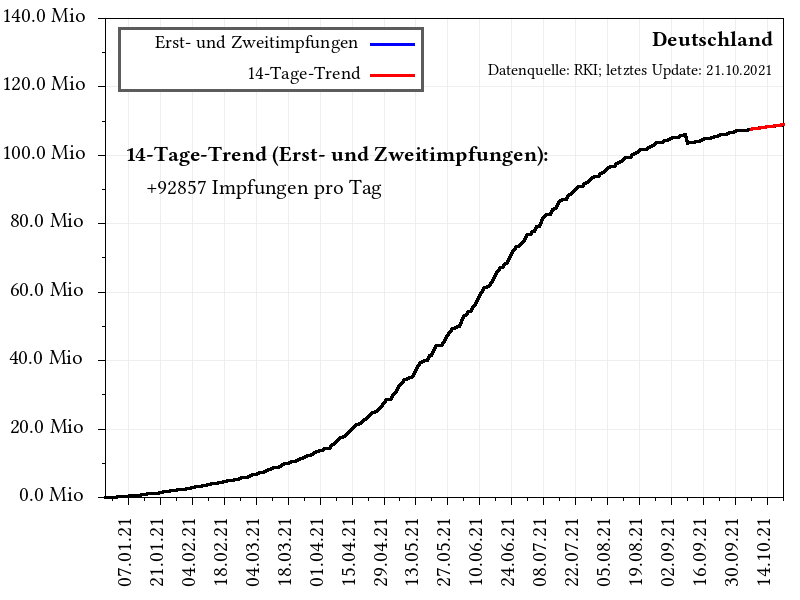 140.0 Mio
120.0 Mio
100.0 Mio
80.0 Mio
60.0 Mio
40.0 Mio
20.0 Mio
0.0 Mio
Erst- und Zweitimpfungen
14-Tage-Trend
Deutschland
Datenquelle: RKI; letztes Update: 21.10.2021
14-Tage-Trend (Erst- und Zweitimpfungen):
+92857 Impfungen pro Tag
07.01.21
21.01.21
04.02.21
18.02.21
04.03.21
18.03.21
01.04.21
15.04.21
29.04.21
13.05.21
27.05.21
10.06.21
24.06.21
08.07.21
22.07.21
05.08.21
19.08.21
02.09.21
16.09.21
30.09.21
14.10.21